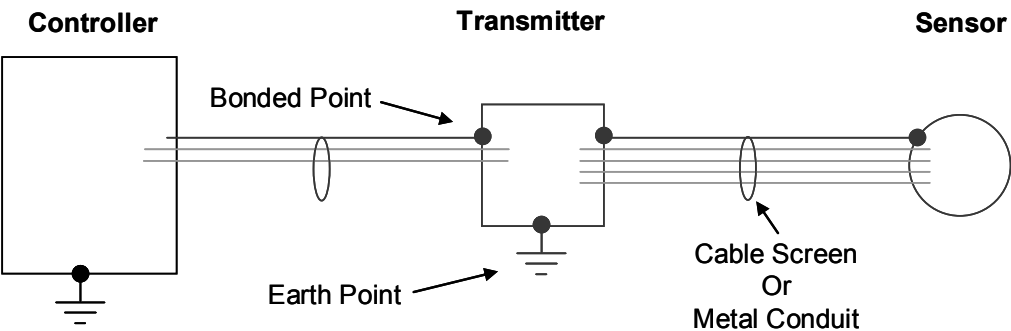 Controller
Transmitter
Sensor
Bonded Point
Earth Point
Cable Screen
Or
Metal Conduit